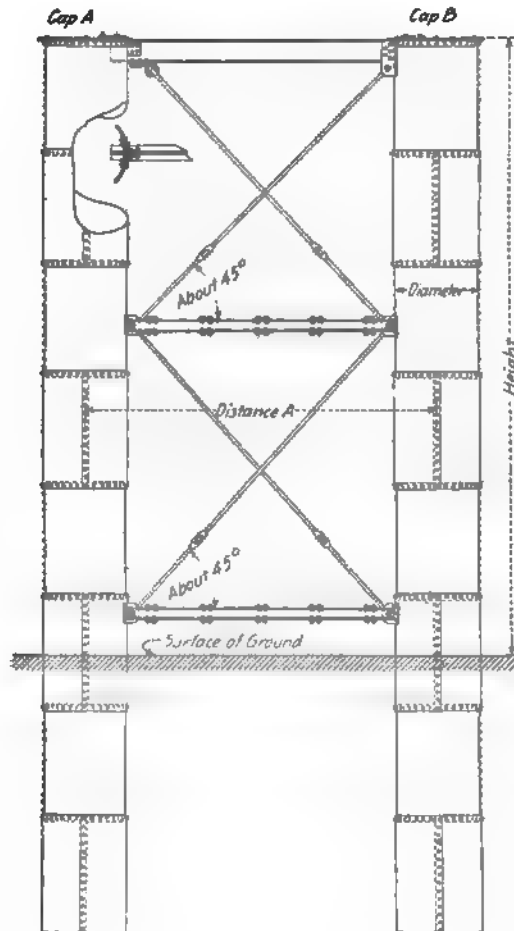 Cap A
Cap B
About 45°
Diameter
Height
Distance A
About 45°
Surface of Ground